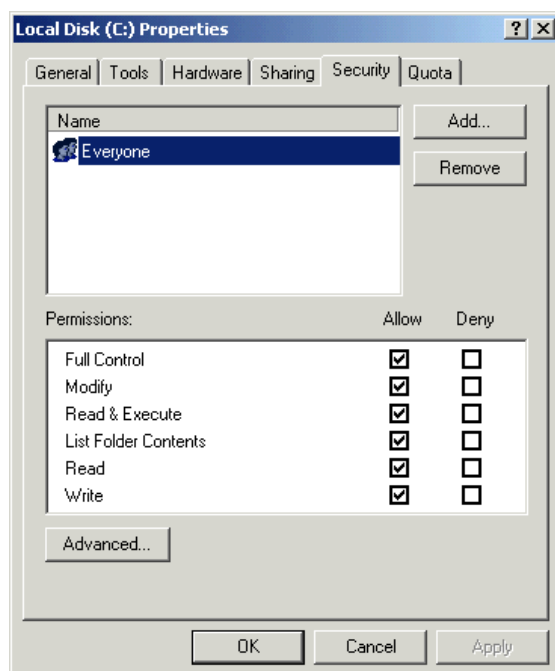 Local Disk (C:) Properties ? X
General Tools Hardware Sharing Security Quota
Name
Everyone
Add...
Remove
Permissions: Allow Deny
Full Control
Modify
Read & Execute
List Folder Contents
Read
Write
Advanced...
OK Cancel Apply